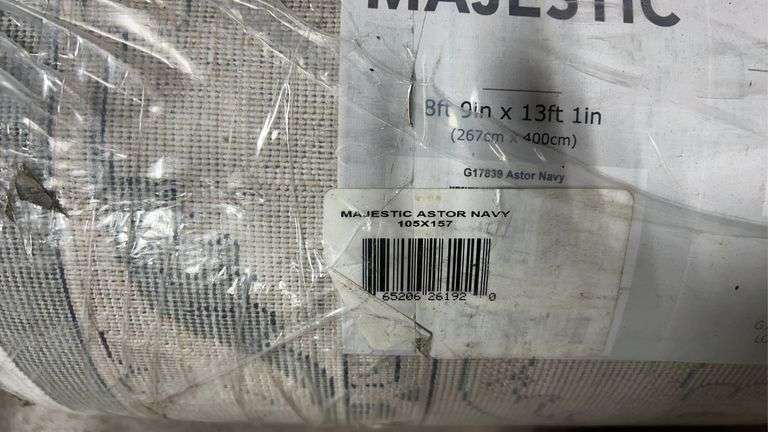 MAJESTIC
8ft 9in x 13ft 1in
(267cm x 400cm)
G17839 Astor Navy
MAJESTIC ASTOR NAVY
105X157
65206 26192 0